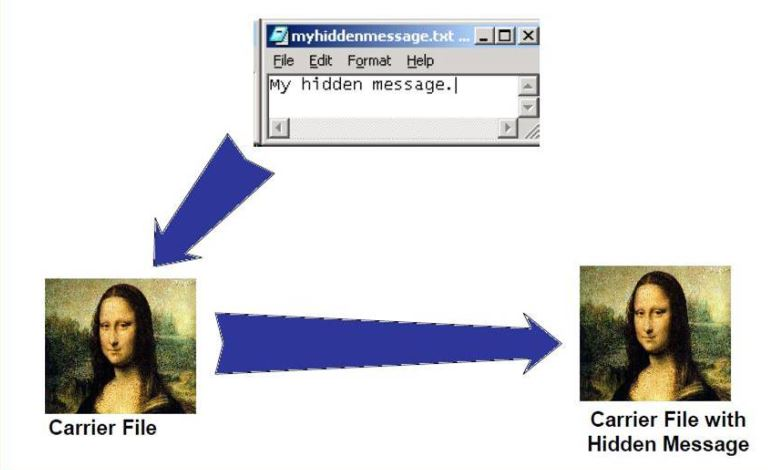 myhiddenmessage.txt ...
File Edit Format Help
My hidden message.
Carrier File
Carrier File with
Hidden Message